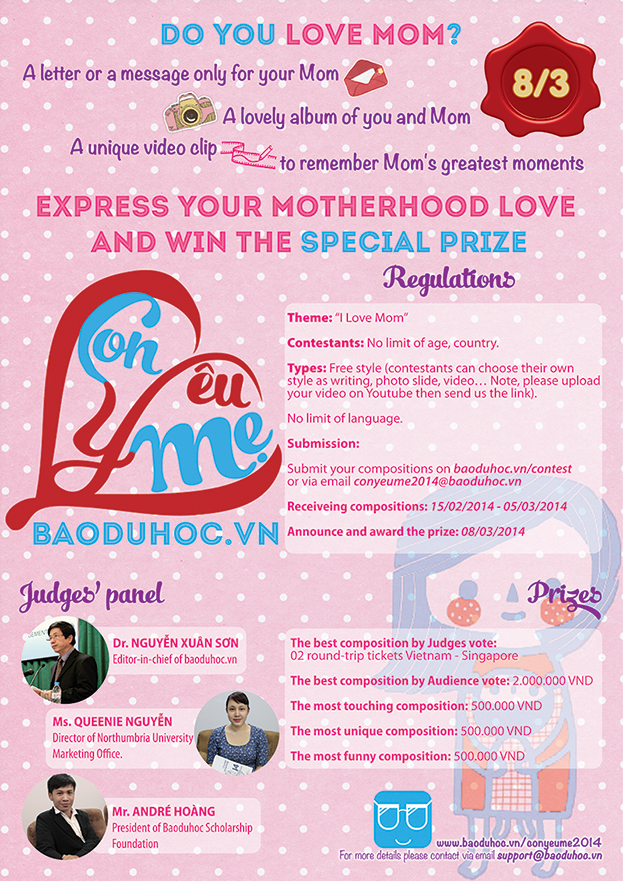 DO YOU LOVE MOM?
A letter or a message only for your Mom
8/3
A lovely album of you and Mom
A unique video clip
to remember Mom's greatest moments
EXPRESS YOUR MOTHERHOOD LOVE
AND WIN THE SPECIAL PRIZE
Con
yêu
mẹ
BAODUHOC.VN
Regulations
Theme: "I Love Mom"
Contestants: No limit of age, country.
Types: Free style (contestants can choose their own
style as writing, photo slide, video… Note, please upload
your video on Youtube then send us the link).
No limit of language.
Submission:
Submit your compositions on baoduhoc.vn/contest
or via email conyeume2014@baoduhoc.vn
Receiveing compositions: 15/02/2014 - 05/03/2014
Announce and award the prize: 08/03/2014
Judges' panel
Dr. NGUYỄN XUÂN SƠN
Editor-in-chief of baoduhoc.vn
Ms. QUEENIE NGUYỄN
Director of Northumbria University
Marketing Office.
Mr. ANDRÉ HOÀNG
President of Baoduhoc Scholarship
Foundation
Prizes
The best composition by Judges vote:
02 round-trip tickets Vietnam - Singapore
The best composition by Audience vote: 2.000.000 VND
The most touching composition: 500.000 VND
The most unique composition: 500.000 VND
The most funny composition: 500.000 VND
www.baoduhoc.vn/conyeume2014
For more details please contact via email support@baoduhoc.vn